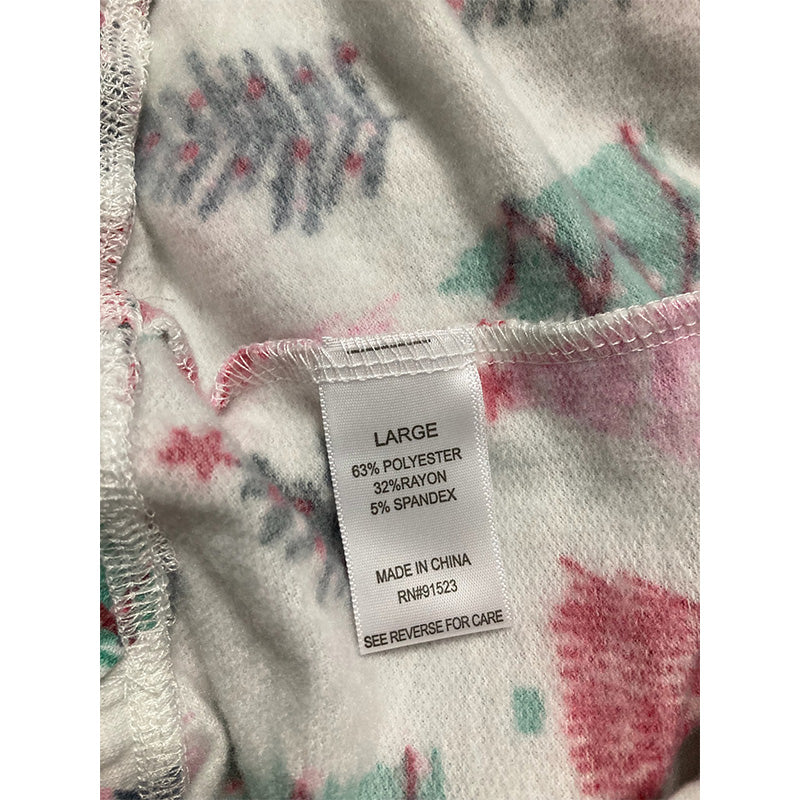 LARGE
63% POLYESTER
32%RAYON
5% SPANDEX
MADE IN CHINA
RN#91523
SEE REVERSE FOR CARE